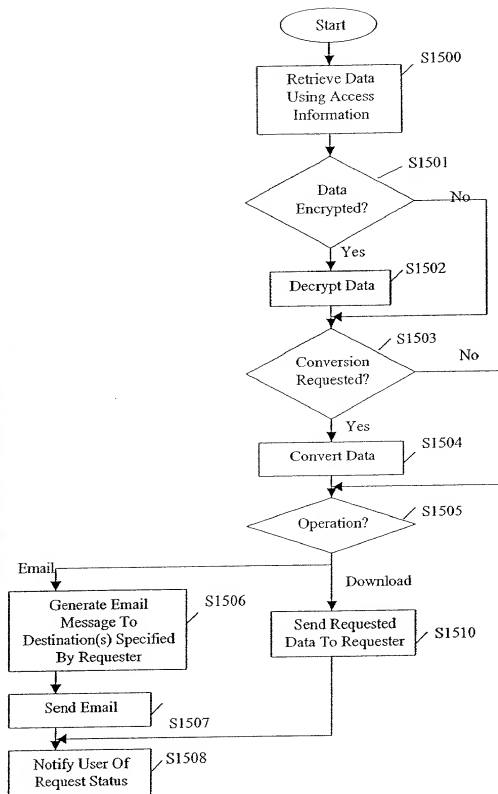 Start
S1500
Retrieve Data
Using Access
Information
S1501
Data
Encrypted?
No
Yes
S1502
Decrypt Data
S1503
Conversion
Requested?
No
Yes
S1504
Convert Data
S1505
Operation?
Email
Download
Generate Email
Message To
Destination(s) Specified
By Requester
S1506
Send Requested
Data To Requester
S1510
Send Email
S1507
Notify User Of
Request Status
S1508